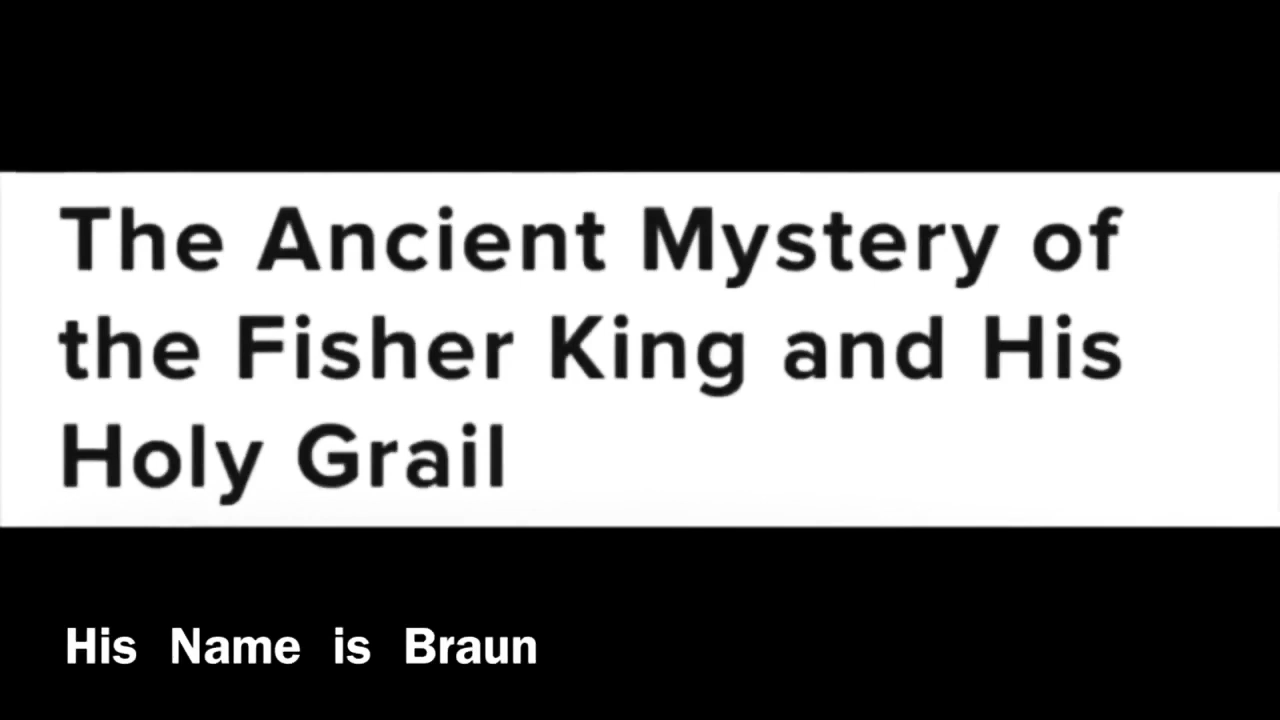 The Ancient Mystery of
the Fisher King and His
Holy Grail
His Name is Braun